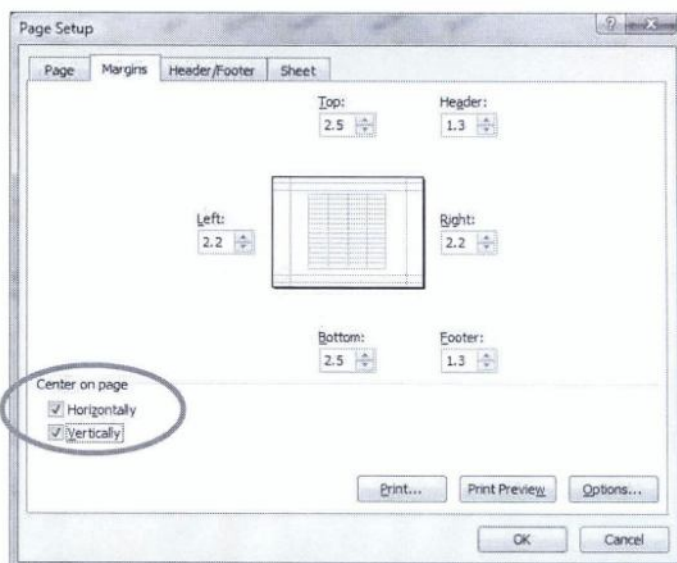 Page Setup
Page Margins Header/Footer Sheet
Top: Header:
2.5 1.3
Left: Right:
2.2 2.2
Bottom: Footer:
2.5 1.3
Center on page
Horizontally
Vertically
Print... Print Preview Options...
OK Cancel